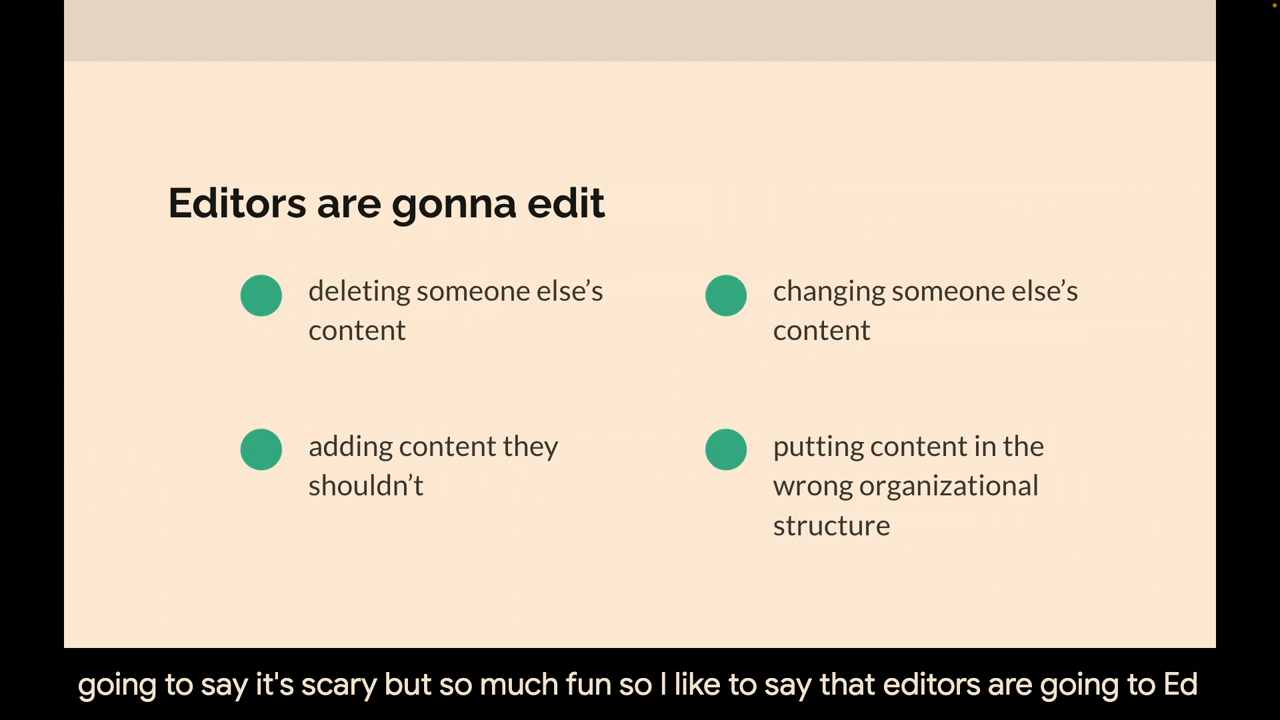 Editors are gonna edit
deleting someone else’s
content
changing someone else’s
content
adding content they
shouldn’t
putting content in the
wrong organizational
structure
going to say it's scary but so much fun so I like to say that editors are going to Ed